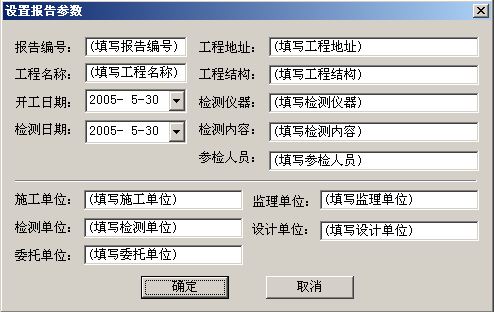 设置报告参数
报告编号： (填写报告编号) 工程地址： (填写工程地址)
工程名称： (填写工程名称) 工程结构： (填写工程结构)
开工日期： 2005- 5-30 检测仪器： (填写检测仪器)
检测日期： 2005- 5-30 检测内容： (填写检测内容)
参检人员： (填写参检人员)
施工单位： (填写施工单位) 监理单位： (填写监理单位)
检测单位： (填写检测单位) 设计单位： (填写设计单位)
委托单位： (填写委托单位)
确定 取消